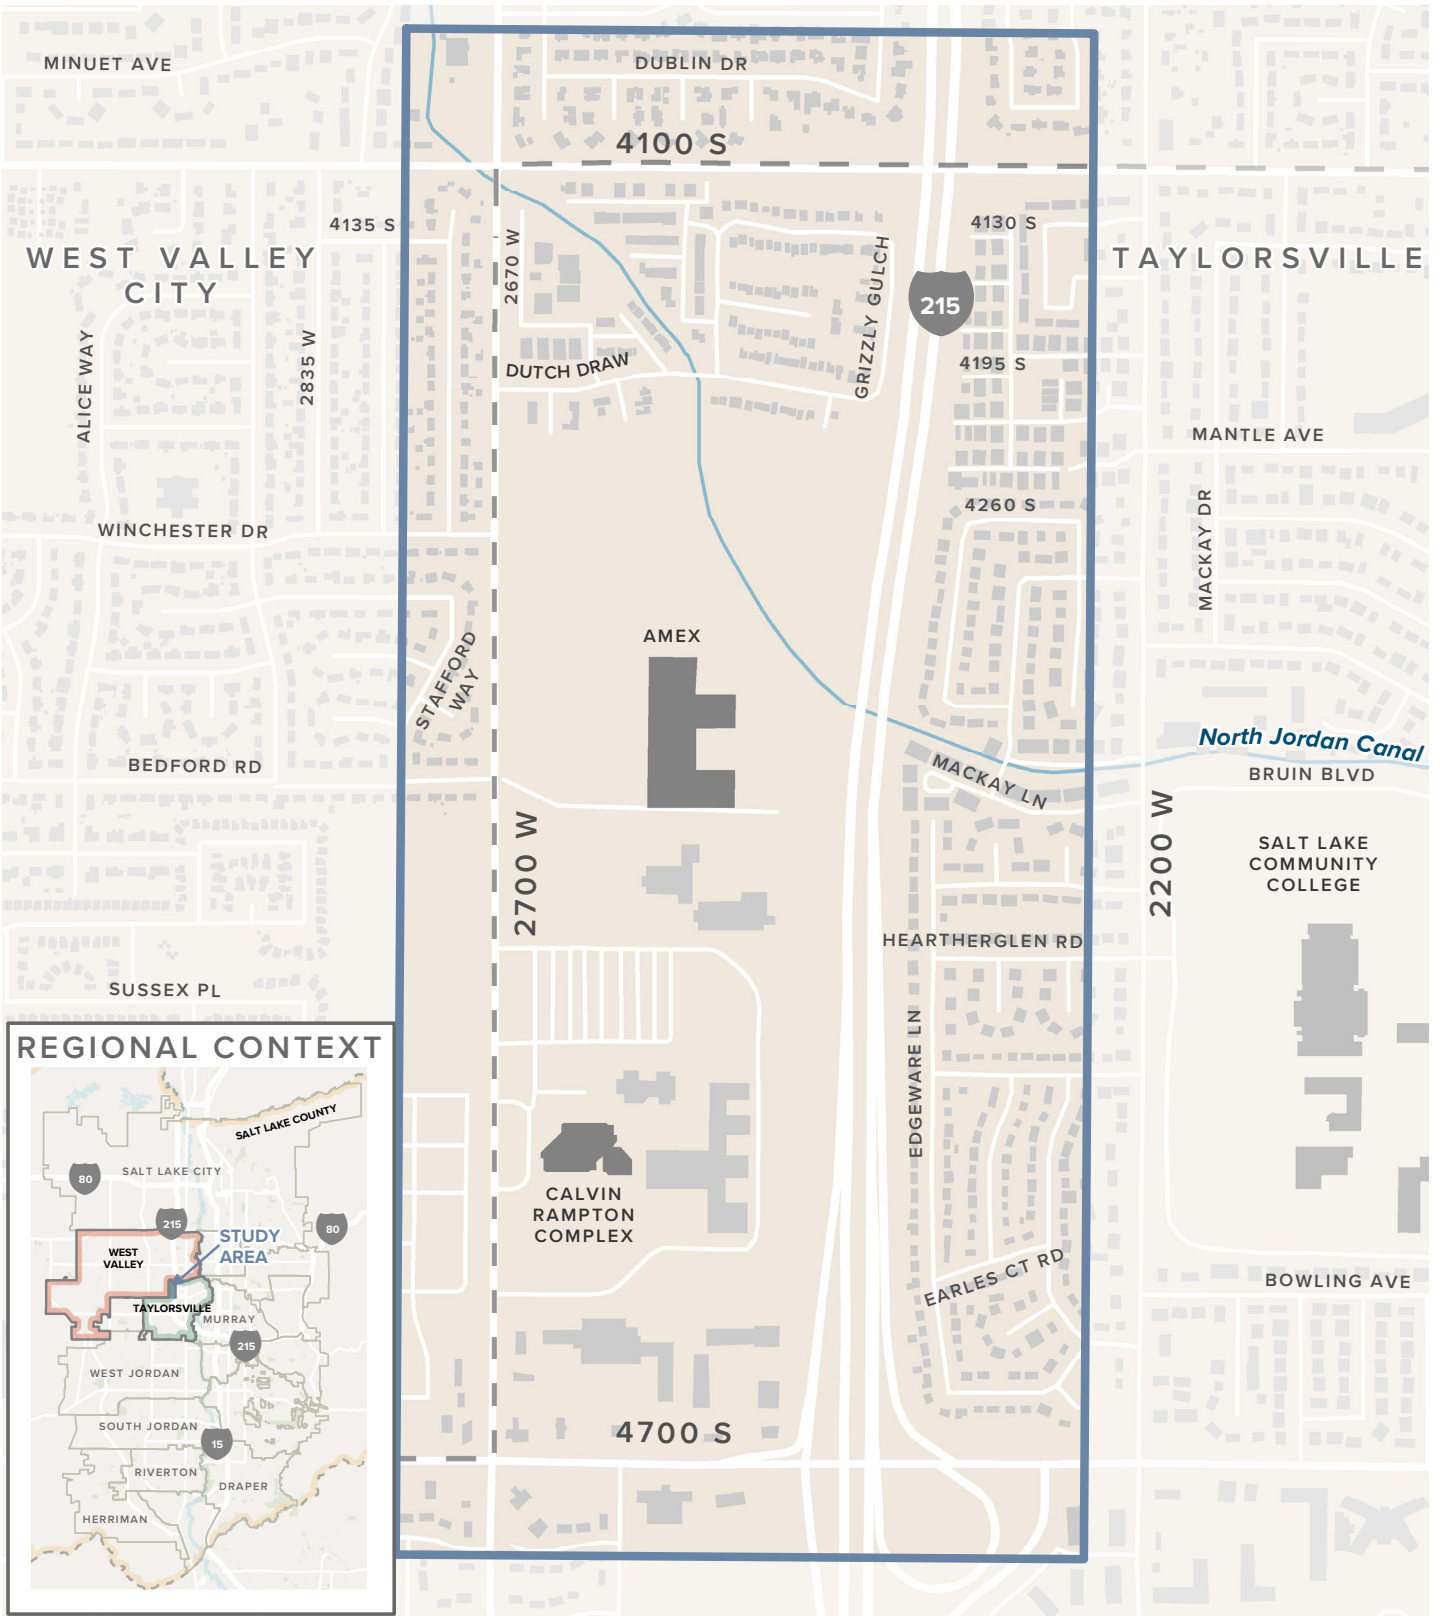 MINUET AVE
DUBLIN DR
4100 S
4135 S
4130 S
WEST VALLEY
CITY
TAYLORSVILLE
2670 W
GRIZZLY GULCH
215
ALICE WAY
2835 W
DUTCH DRAW
4195 S
MANTLE AVE
4260 S
MACKAY DR
WINCHESTER DR
AMEX
STAFFORD
WAY
North Jordan Canal
BEDFORD RD
MACKAY LN
BRUIN BLVD
2700 W
2200 W
SALT LAKE
COMMUNITY
COLLEGE
HEARTHERGLEN RD
SUSSEX PL
EDGEWARE LN
CALVIN
RAMPTON
COMPLEX
EARLES CT RD
BOWLING AVE
4700 S
REGIONAL CONTEXT
SALT LAKE COUNTY
SALT LAKE CITY
80
215
80
STUDY
AREA
WEST
VALLEY
TAYLORSVILLE
MURRAY
215
WEST JORDAN
SOUTH JORDAN
15
RIVERTON
DRAPER
HERRIMAN